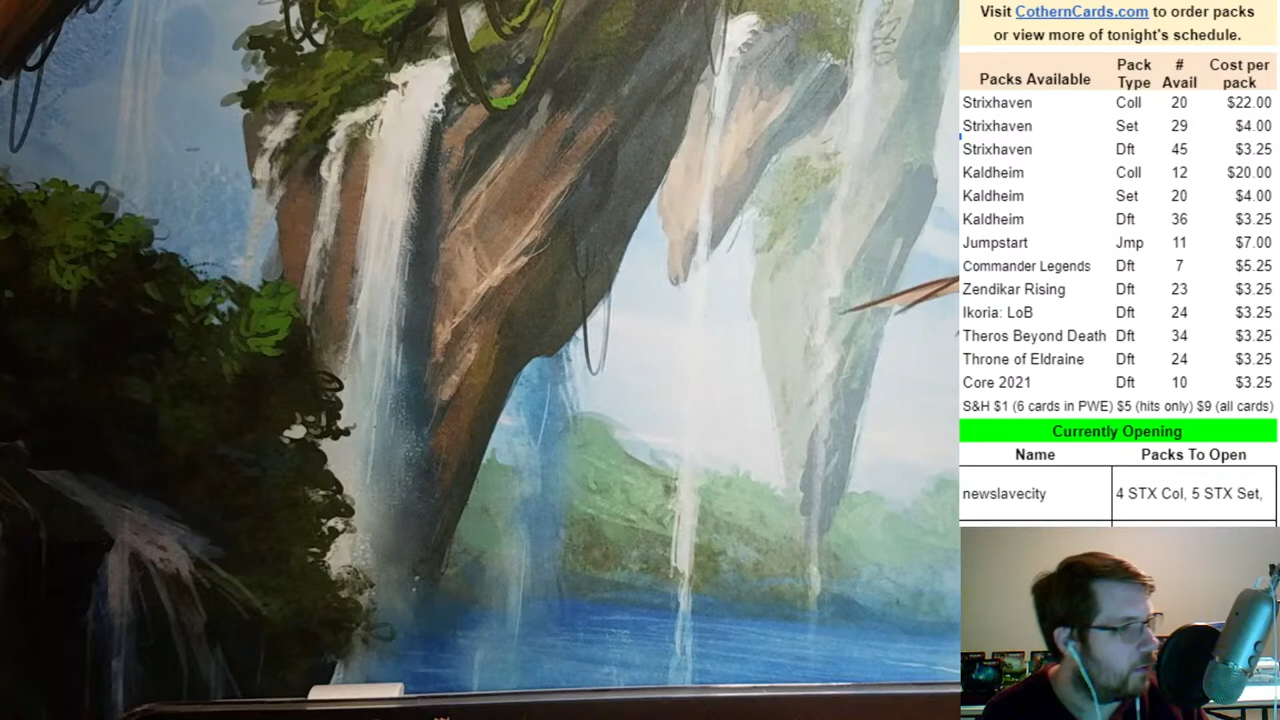 Visit CothernCards.com to order packs
or view more of tonight's schedule.
Packs Available Pack Type # Avail Cost per pack
Strixhaven Coll 20 $22.00
Strixhaven Set 29 $4.00
Strixhaven Dft 45 $3.25
Kaldheim Coll 12 $20.00
Kaldheim Set 20 $4.00
Kaldheim Dft 36 $3.25
Jumpstart Jmp 11 $7.00
Commander Legends Dft 7 $5.25
Zendikar Rising Dft 23 $3.25
Ikoria: LoB Dft 24 $3.25
Theros Beyond Death Dft 34 $3.25
Throne of Eldraine Dft 24 $3.25
Core 2021 Dft 10 $3.25
S&H $1 (6 cards in PWE) $5 (hits only) $9 (all cards)
Currently Opening
Name Packs To Open
newslavecity 4 STX Col, 5 STX Set,